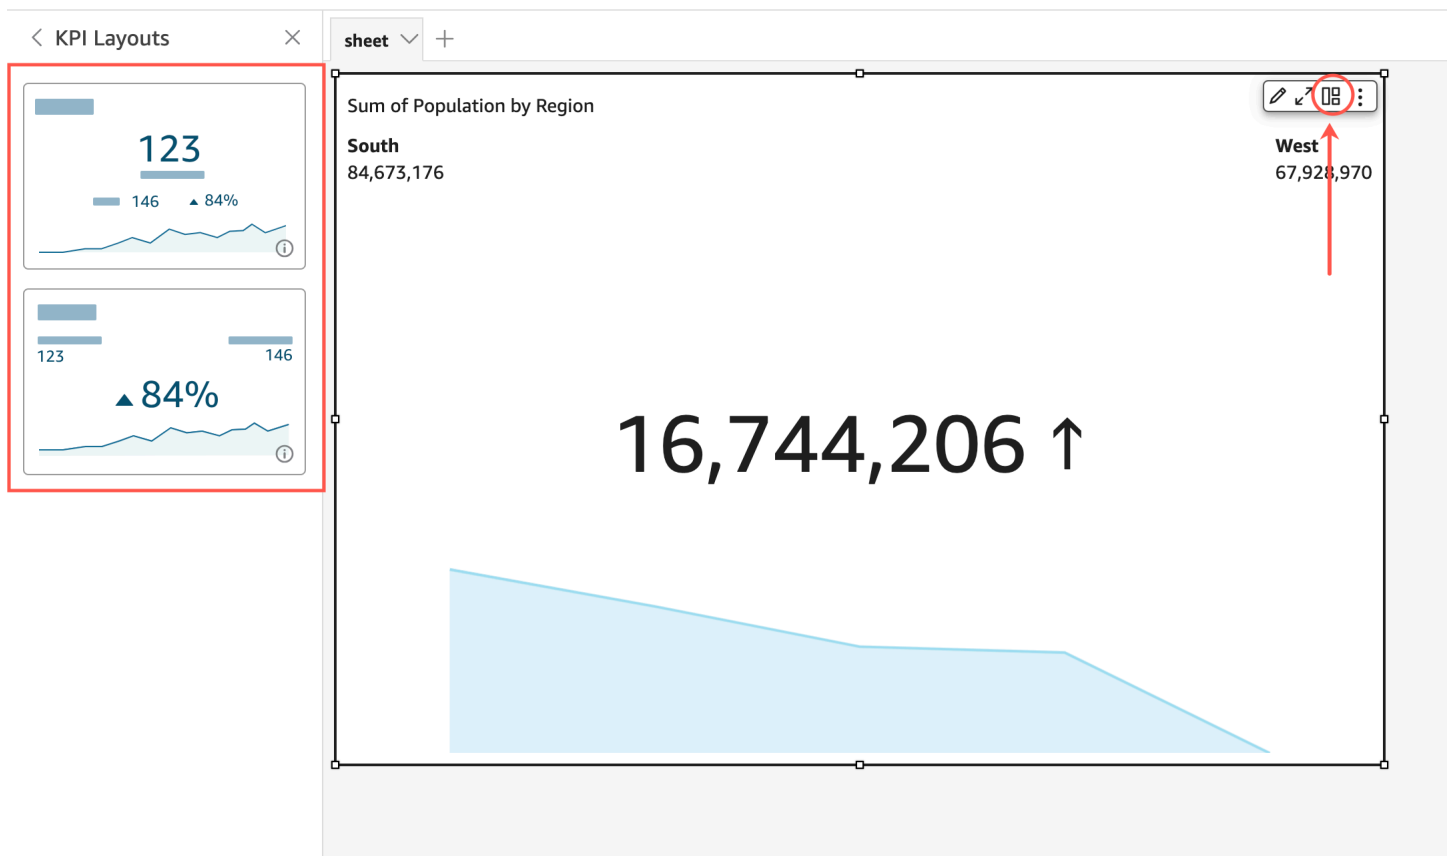 KPI Layouts
123
146 84%
123 146
84%
sheet
Sum of Population by Region
South West
84,673,176 67,928,970
16,744,206 ↑